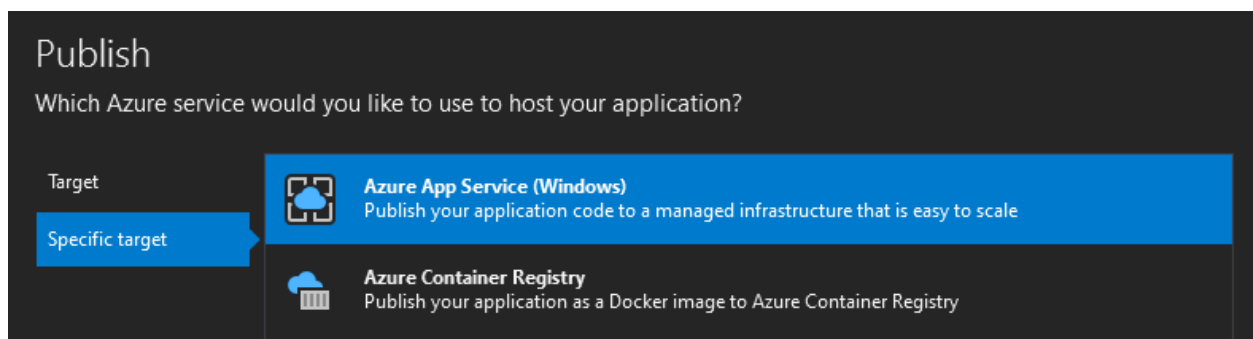 Publish
Which Azure service would you like to use to host your application?
Target
Specific target
Azure App Service (Windows)
Publish your application code to a managed infrastructure that is easy to scale
Azure Container Registry
Publish your application as a Docker image to Azure Container Registry